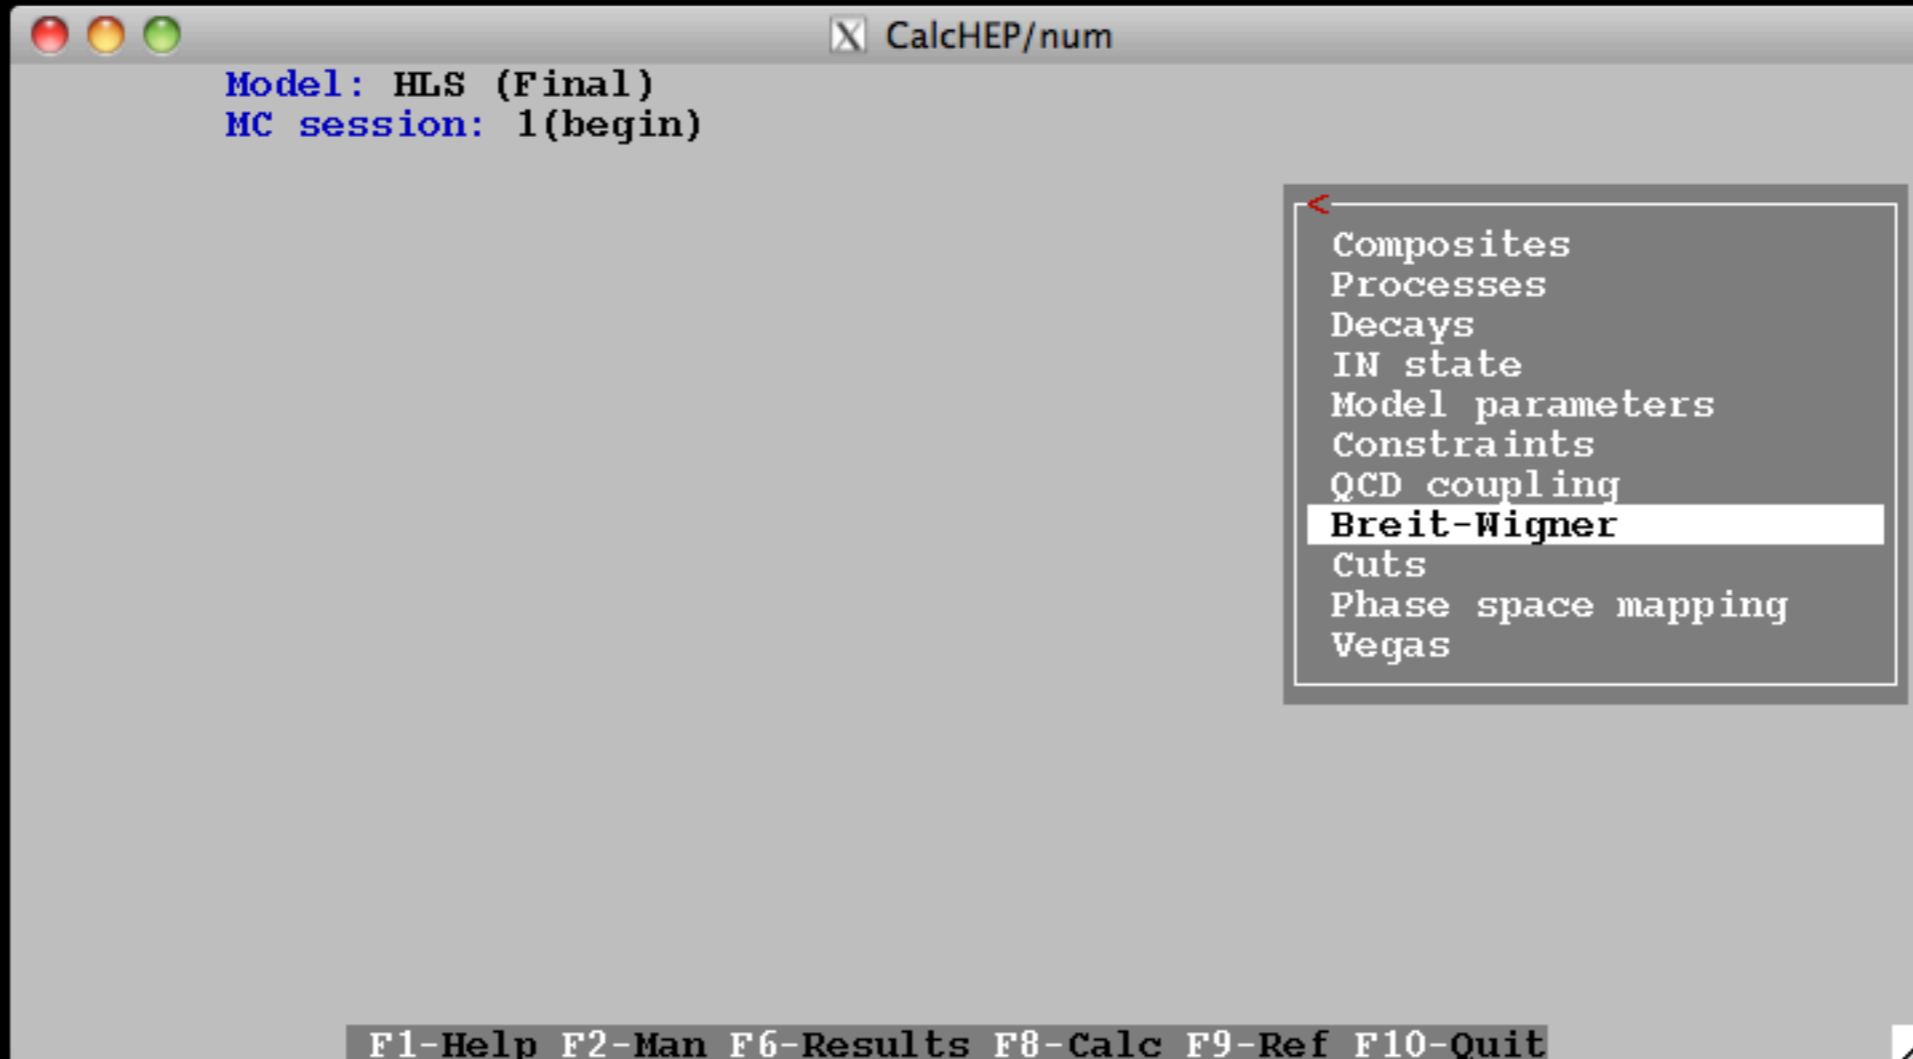 CalcHEP/num
Model: HLS (Final)
MC session: 1(begin)
<
Composites
Processes
Decays
IN state
Model parameters
Constraints
QCD coupling
Breit-Wigner
Cuts
Phase space mapping
Vegas
F1-Help F2-Man F6-Results F8-Calc F9-Ref F10-Quit